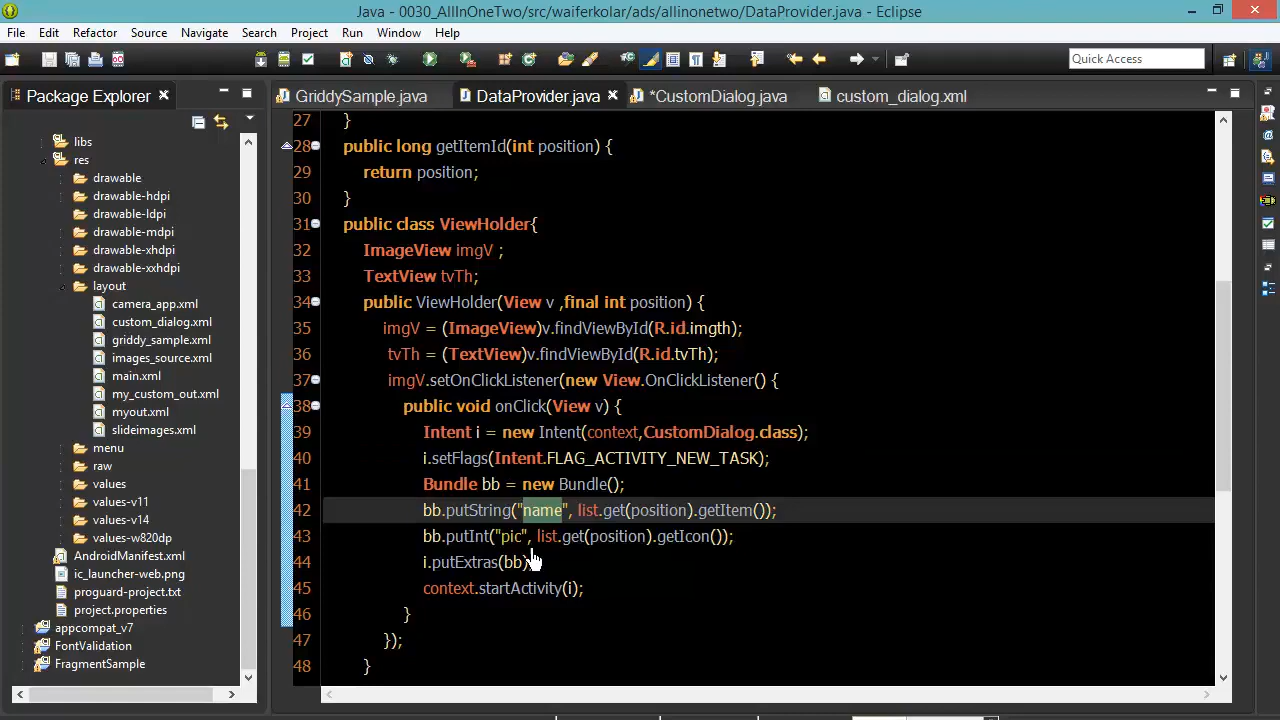 Java - 0030_AllInOneTwo/src/waiferkolar/ads/allinonetwo/DataProvider.java - Eclipse
File Edit Refactor Source Navigate Search Project Run Window Help
Quick Access
Package Explorer
GriddySample.java DataProvider.java *CustomDialog.java custom_dialog.xml
libs
res
drawable
drawable-hdpi
drawable-ldpi
drawable-mdpi
drawable-xhdpi
drawable-xxhdpi
layout
camera_app.xml
custom_dialog.xml
griddy_sample.xml
images_source.xml
main.xml
my_custom_out.xml
myout.xml
slideimages.xml
menu
raw
values
values-v11
values-v14
values-w820dp
AndroidManifest.xml
ic_launcher-web.png
proguard-project.txt
project.properties
appcompat_v7
FontValidation
FragmentSample
27 }
28 public long getItemId(int position) {
29 return position;
30 }
31 public class ViewHolder{
32 ImageView imgV ;
33 TextView tvTh;
34 public ViewHolder(View v ,final int position) {
35 imgV = (ImageView)v.findViewById(R.id.imgth);
36 tvTh = (TextView)v.findViewById(R.id.tvTh);
37 imgV.setOnClickListener(new View.OnClickListener() {
38 public void onClick(View v) {
39 Intent i = new Intent(context,CustomDialog.class);
40 i.setFlags(Intent.FLAG_ACTIVITY_NEW_TASK);
41 Bundle bb = new Bundle();
42 bb.putString("name", list.get(position).getItem());
43 bb.putInt("pic", list.get(position).getIcon());
44 i.putExtras(bb)
45 context.startActivity(i);
46 }
47 });
48 }